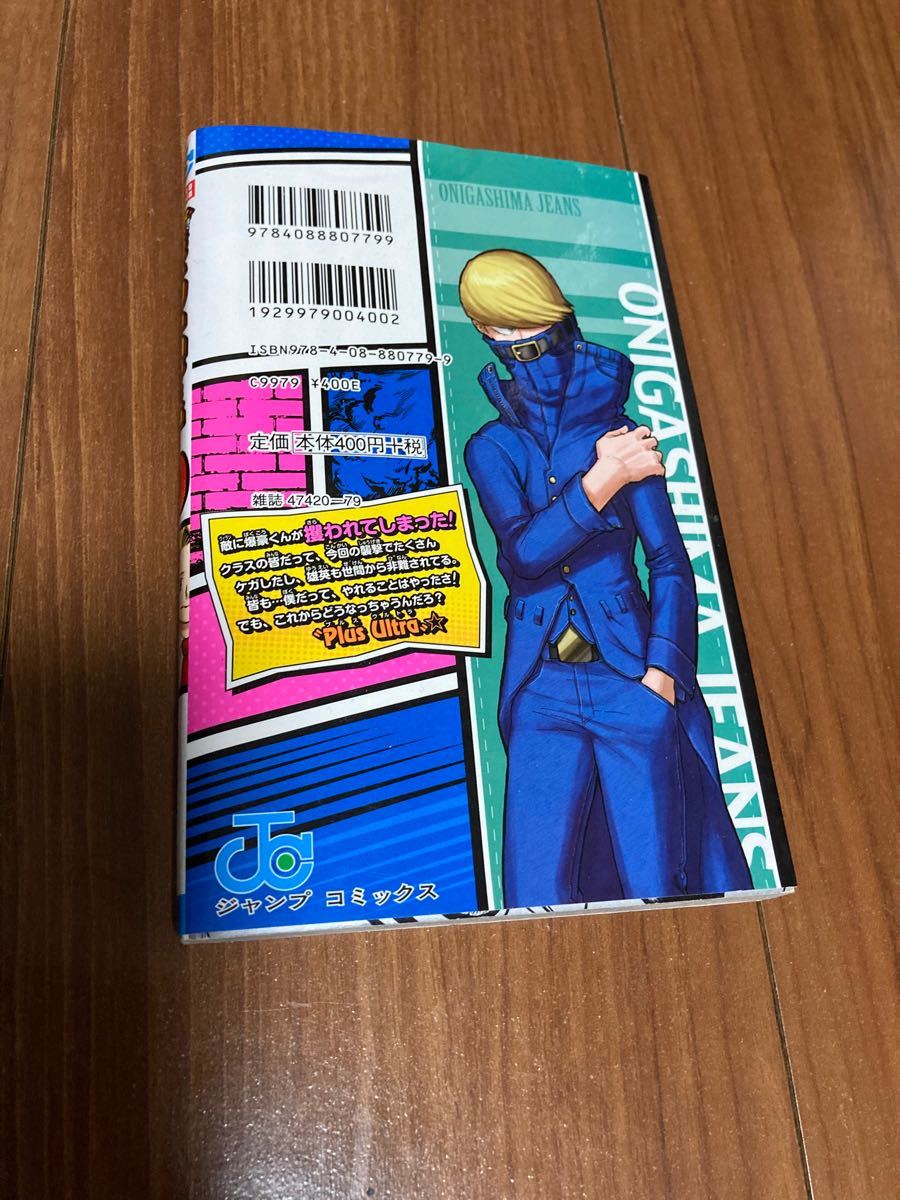 9784088807799
1929979004002
ISBN978-4-08-880779-9
C9979 ¥400E
定価 本体400円+税
雑誌 47420-79
敵に爆豪くんが攫われてしまった!
クラスの皆だって、今回の襲撃でたくさん
ケガしたし、雄英も世間から非難されてる。
皆も…僕だって、やれることはやったさ!
でも、これからどうなっちゃうんだろ?
"Plus Ultra"☆
JC
ジャンプ コミックス
ONIGASHIMA JEANS
ONIGASHIMA JEANS